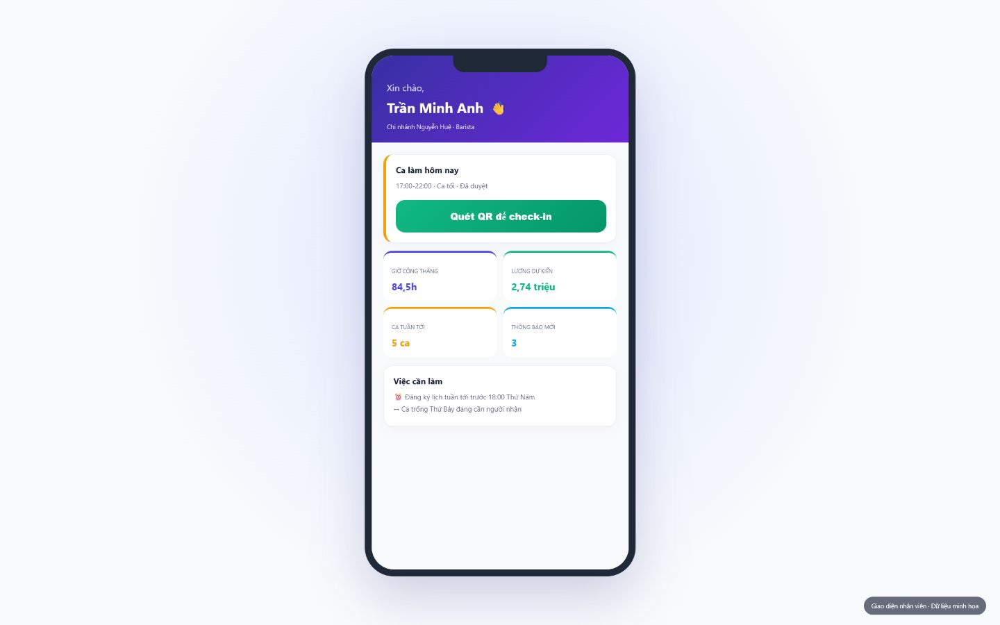 Xin chào,
Trần Minh Anh 👋
Chi nhánh Nguyễn Huệ · Barista
Ca làm hôm nay
17:00-22:00 · Ca tối · Đã duyệt
Quét QR để check-in
GIỜ CÔNG THÁNG
84,5h
LƯƠNG DỰ KIẾN
2,74 triệu
CA TUẦN TỚI
5 ca
THÔNG BÁO MỚI
3
Việc cần làm
⏰ Đăng ký lịch tuần tới trước 18:00 Thứ Năm
↔ Ca trống Thứ Bảy đang cần người nhận
Giao diện nhân viên · Dữ liệu minh họa